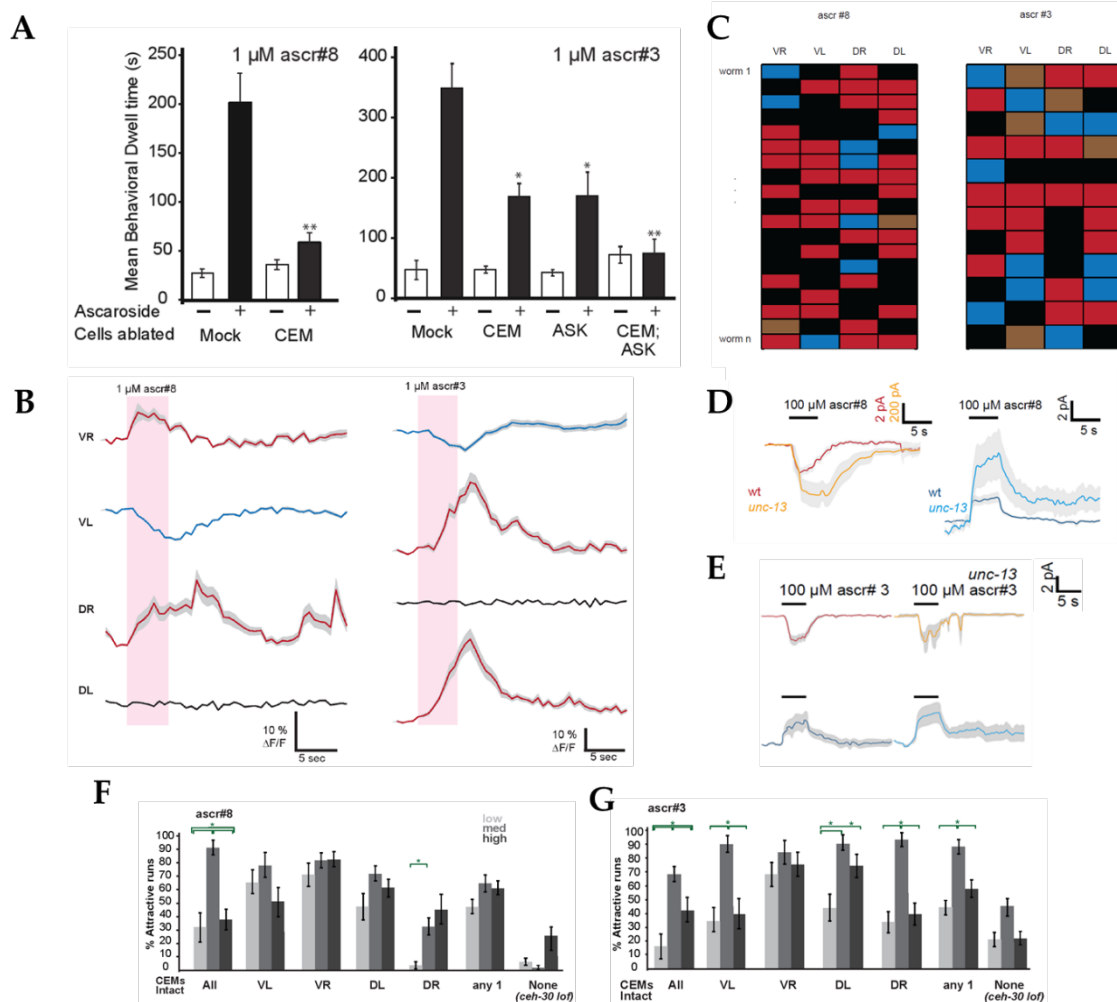 A
1 µM ascr#8
1 µM ascr#3
Mean Behavioral Dwell time (s)
250
200
150
100
50
0
400
300
200
100
0
**
*
*
**
Ascaroside
− + − +
− + − + − + − +
Cells ablated
Mock CEM
Mock CEM ASK CEM; ASK
B
1 µM ascr#8
1 µM ascr#3
VR
VL
DR
DL
10 %
ΔF/F
5 sec
10 %
ΔF/F
5 sec
C
ascr #8
ascr #3
VR VL DR DL
VR VL DR DL
worm 1
worm n
D
100 µM ascr#8
2 pA
200 pA
5 s
wt
unc-13
100 µM ascr#8
2 pA
5 s
wt
unc-13
E
100 µM ascr# 3
unc-13
100 µM ascr#3
2 pA
5 s
F
ascr#8
low
med
high
% Attractive runs
100
90
80
70
60
50
40
30
20
10
0
*
*
CEMs
Intact
All VL VR DL DR any 1 None
(ceh-30 lof)
G
ascr#3
% Attractive runs
100
90
80
70
60
50
40
30
20
10
0
* * * * * *
CEMs
Intact
All VL VR DL DR any 1 None
(ceh-30 lof)